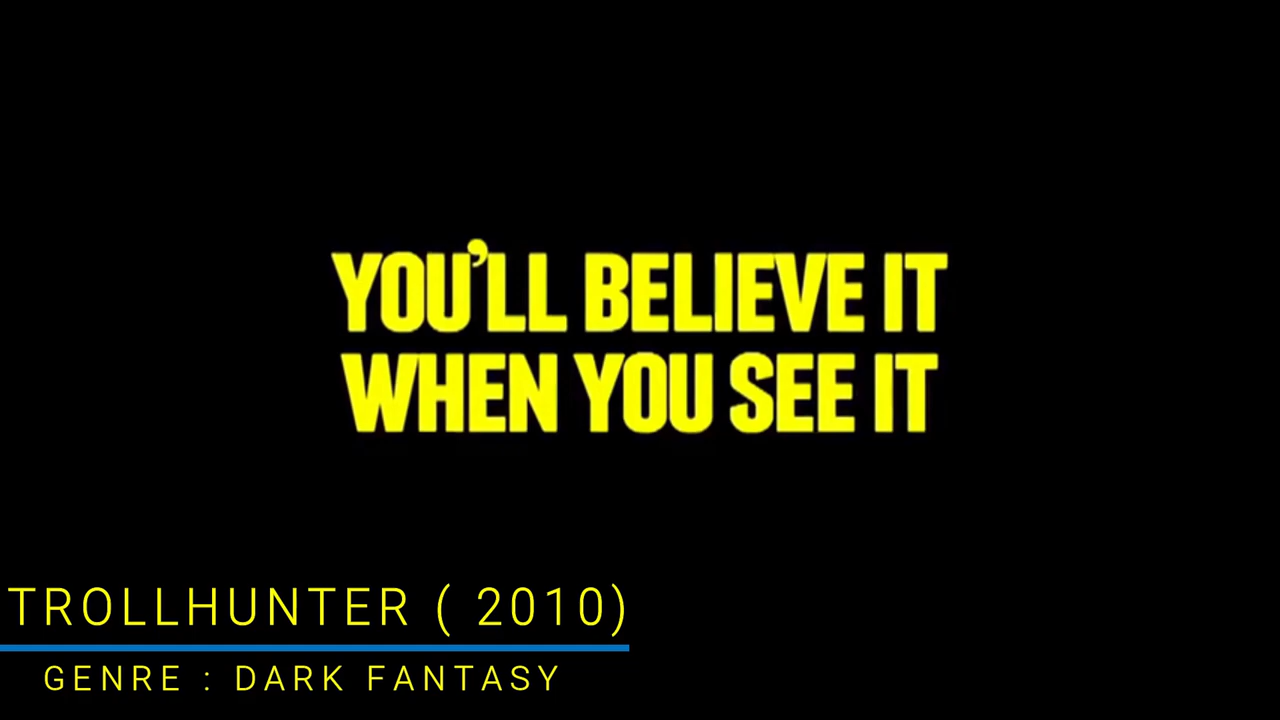 YOU'LL BELIEVE IT
WHEN YOU SEE IT
TROLLHUNTER ( 2010)
GENRE : DARK FANTASY